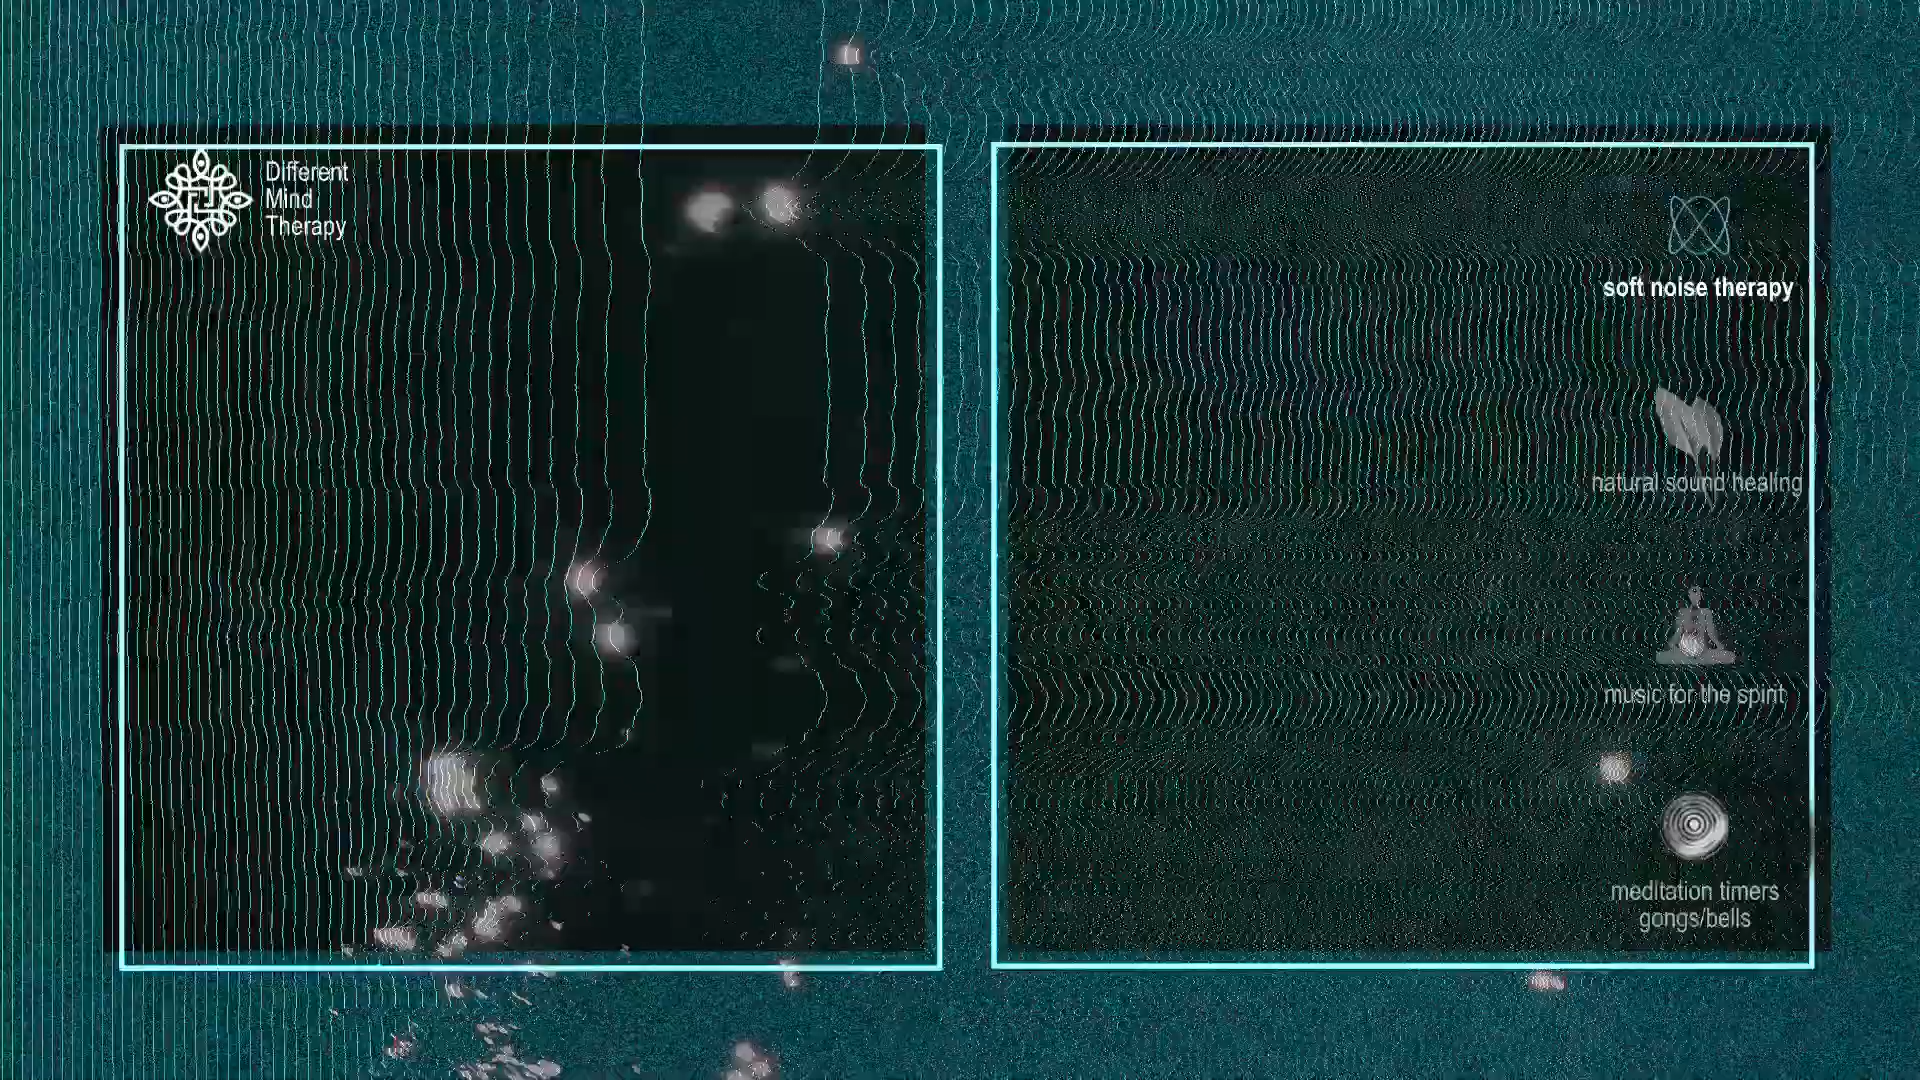 Different
Mind
Therapy
soft noise therapy
natural sound healing
music for the spirit
meditation timers
gongs/bells